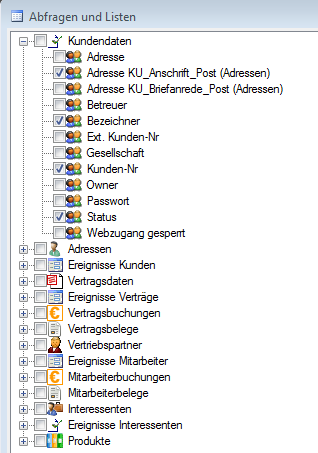 Abfragen und Listen
Kundendaten
Adresse
Adresse KU_Anschrift_Post (Adressen)
Adresse KU_Briefanrede_Post (Adressen)
Betreuer
Bezeichner
Ext. Kunden-Nr
Gesellschaft
Kunden-Nr
Owner
Passwort
Status
Webzugang gesperrt
Adressen
Ereignisse Kunden
Vertragsdaten
Ereignisse Verträge
Vertragsbuchungen
Vertragsbelege
Vertriebspartner
Ereignisse Mitarbeiter
Mitarbeiterbuchungen
Mitarbeiterbelege
Interessenten
Ereignisse Interessenten
Produkte